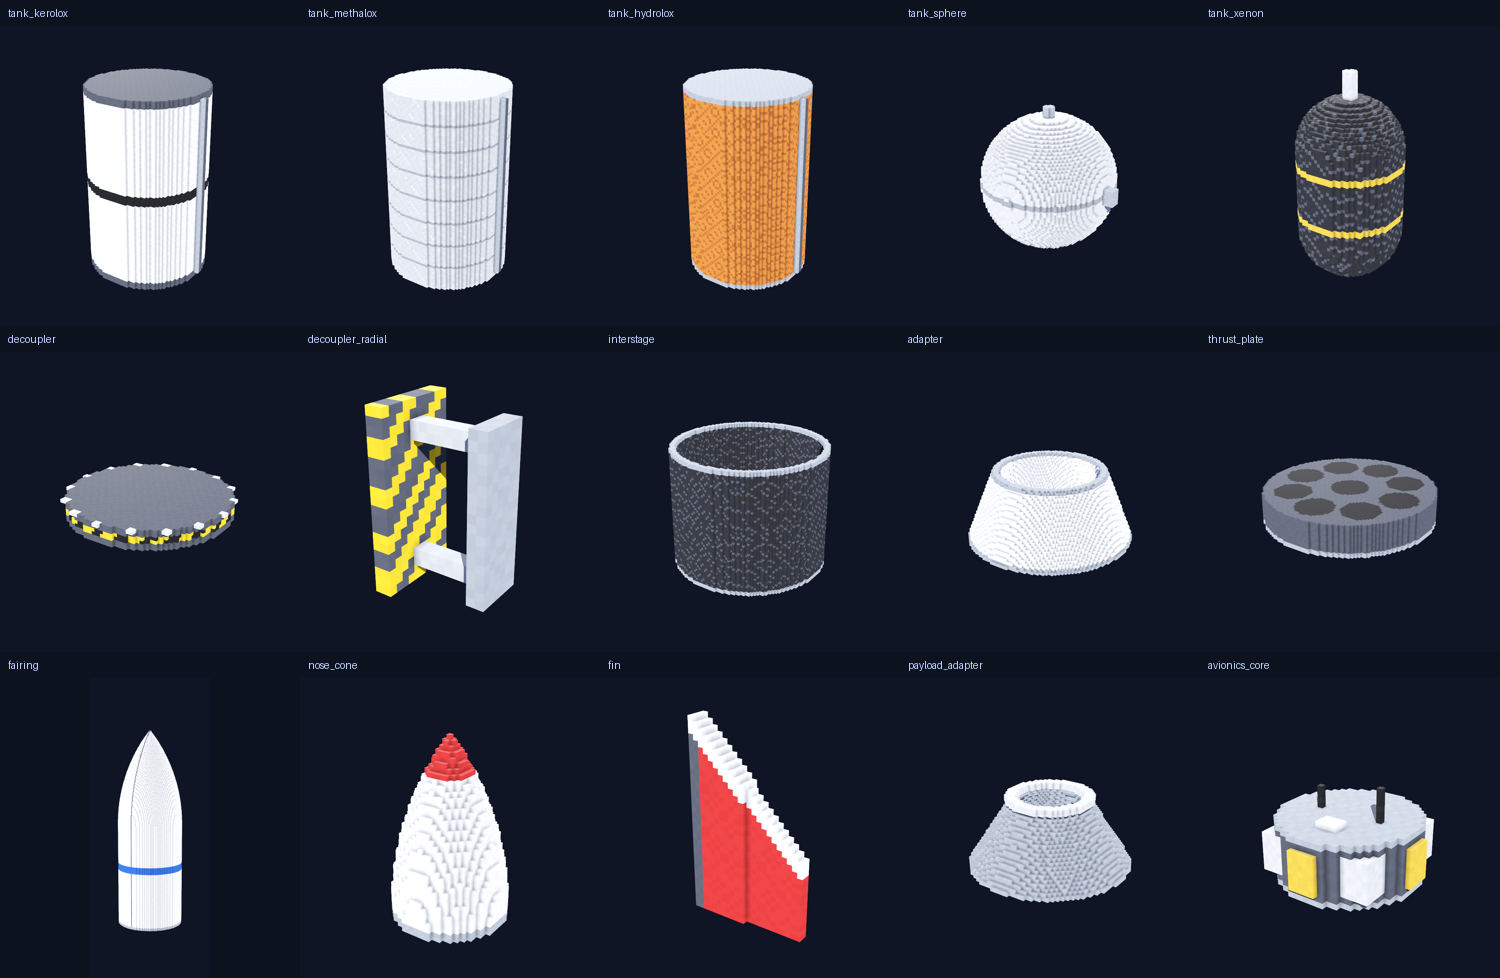 tank_kerolox
tank_methalox
tank_hydrolox
tank_sphere
tank_xenon
decoupler
decoupler_radial
interstage
adapter
thrust_plate
fairing
nose_cone
fin
payload_adapter
avionics_core